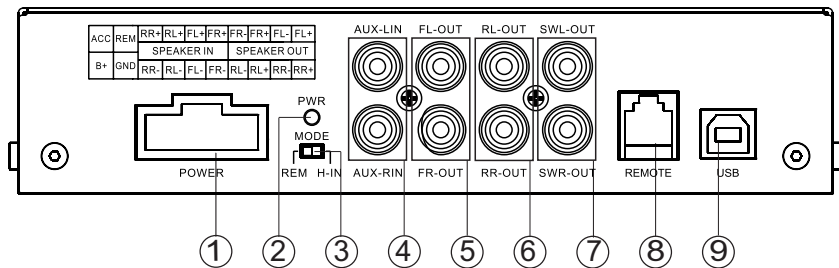 ACC REM RR+ RL+ FL+ FR+ FR- FR+ FL- FL+
SPEAKER IN SPEAKER OUT
B+ GND RR- RL- FL- FR- RL- RL+ RR- RR+
AUX-LIN FL-OUT RL-OUT SWL-OUT
PWR
MODE
POWER REM H-IN AUX-RIN FR-OUT RR-OUT SWR-OUT REMOTE USB
1 2 3 4 5 6 7 8 9